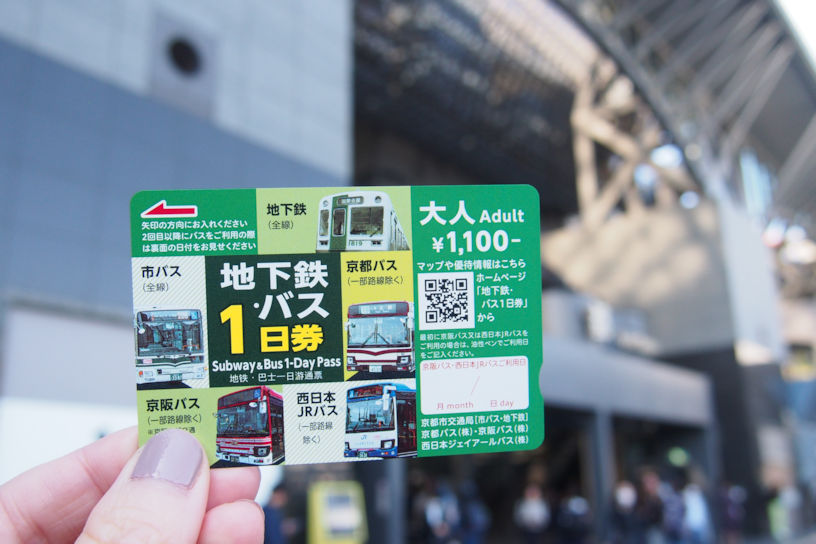 矢印の方向にお入れください
2回目以降にバスをご利用の際
は裏面の日付をお見せください
地下鉄
(全線)
市バス
(全線)
地下鉄
・バス
1日券
Subway & Bus 1-Day Pass
地铁・巴士一日游通票
京都バス
(一部路線除く)
京阪バス
(一部路線除く)
西日本
JRバス
(一部路線
除く)
大人 Adult
¥1,100-
マップや優待情報はこちら
ホームページ
「地下鉄・
バス1日券」
から
最初に京阪バス又は西日本JRバスを
ご利用の場合は、油性ペンでご利用日
をご記入ください。
京阪バス・西日本JRバスご利用日
/
月 month 日 day
京都市交通局[市バス・地下鉄]
京都バス(株)・京阪バス(株)
西日本ジェイアールバス(株)